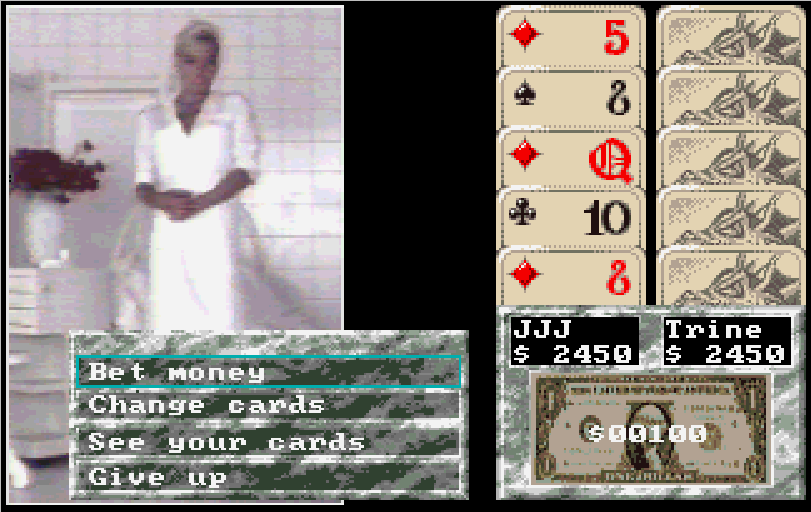 5
8
Q
10
8
JJJ
$ 2450
Trine
$ 2450
$00100
Bet money
Change cards
See your cards
Give up